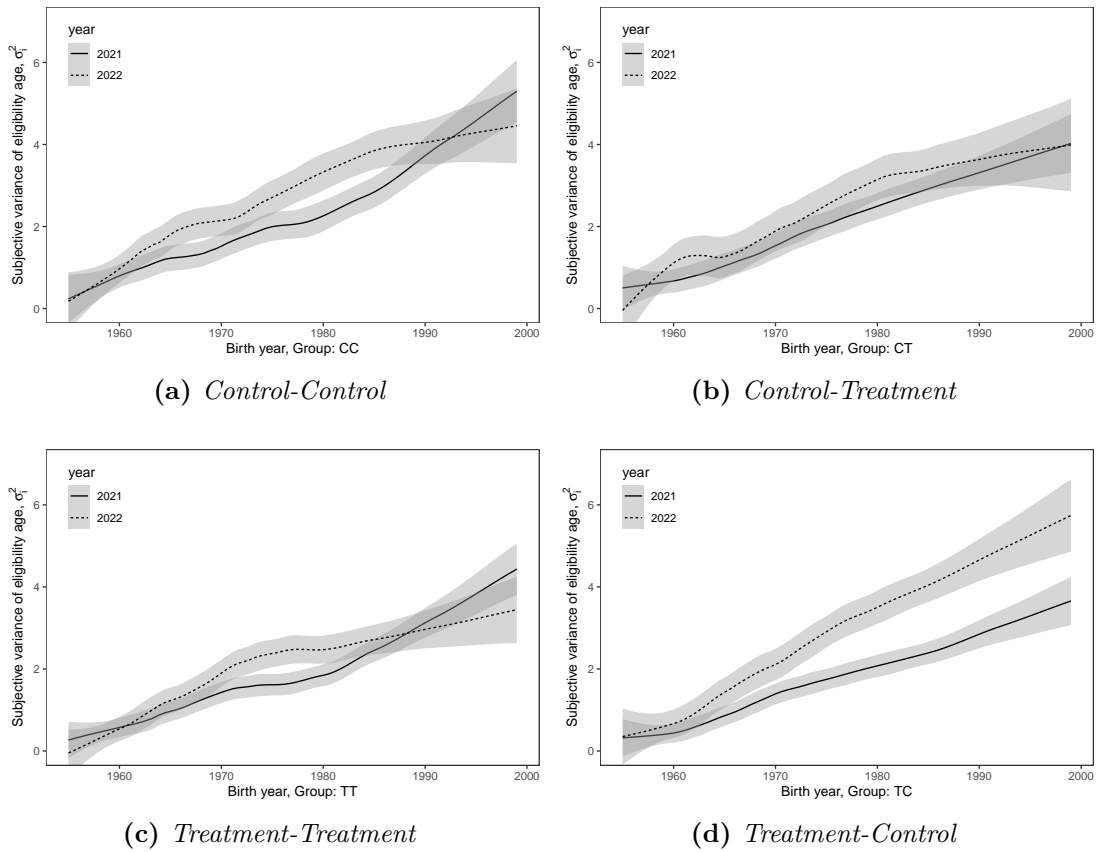 year
2021
2022
Subjective variance of eligibility age, σᵢ²
6
4
2
0
1960 1970 1980 1990 2000
Birth year, Group: CC
(a) Control-Control
year
2021
2022
Subjective variance of eligibility age, σᵢ²
6
4
2
0
1960 1970 1980 1990 2000
Birth year, Group: CT
(b) Control-Treatment
year
2021
2022
Subjective variance of eligibility age, σᵢ²
6
4
2
0
1960 1970 1980 1990 2000
Birth year, Group: TT
(c) Treatment-Treatment
year
2021
2022
Subjective variance of eligibility age, σᵢ²
6
4
2
0
1960 1970 1980 1990 2000
Birth year, Group: TC
(d) Treatment-Control